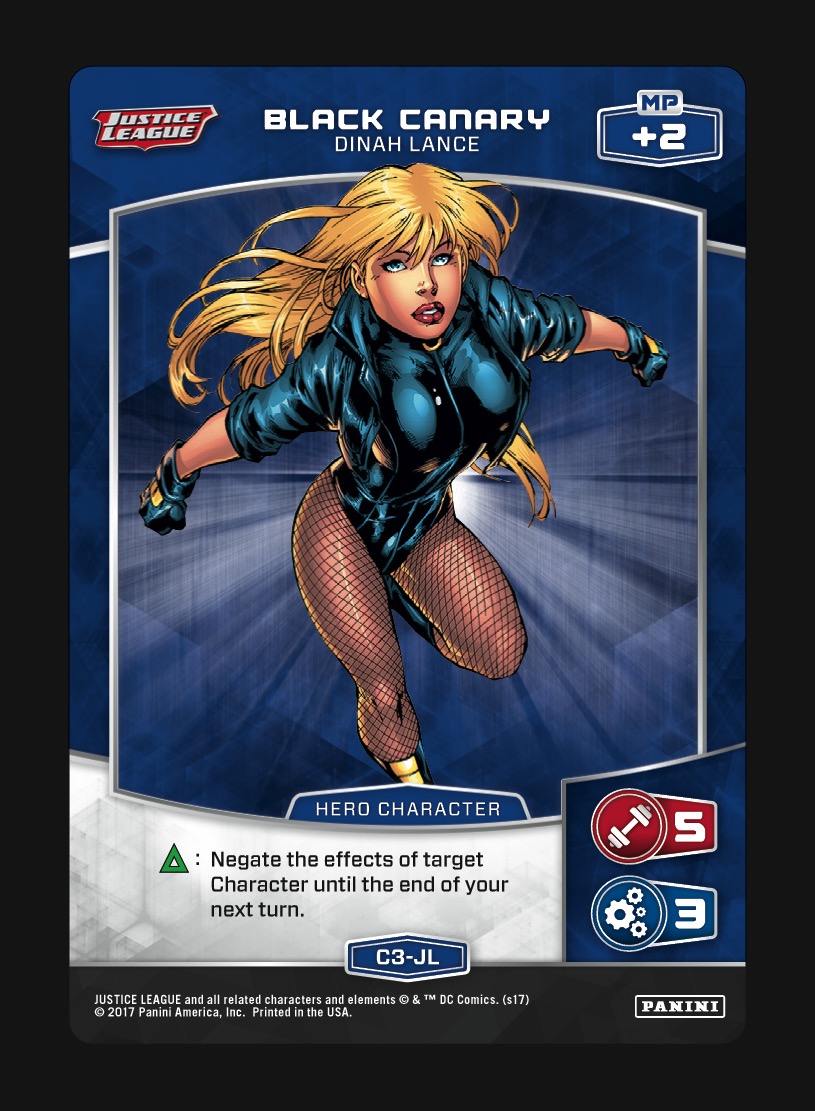 JUSTICE
LEAGUE
BLACK CANARY
DINAH LANCE
MP
+2
HERO CHARACTER
: Negate the effects of target
Character until the end of your
next turn.
5
3
C3-JL
JUSTICE LEAGUE and all related characters and elements © & ™ DC Comics. (s17)
© 2017 Panini America, Inc. Printed in the USA.
PANINI